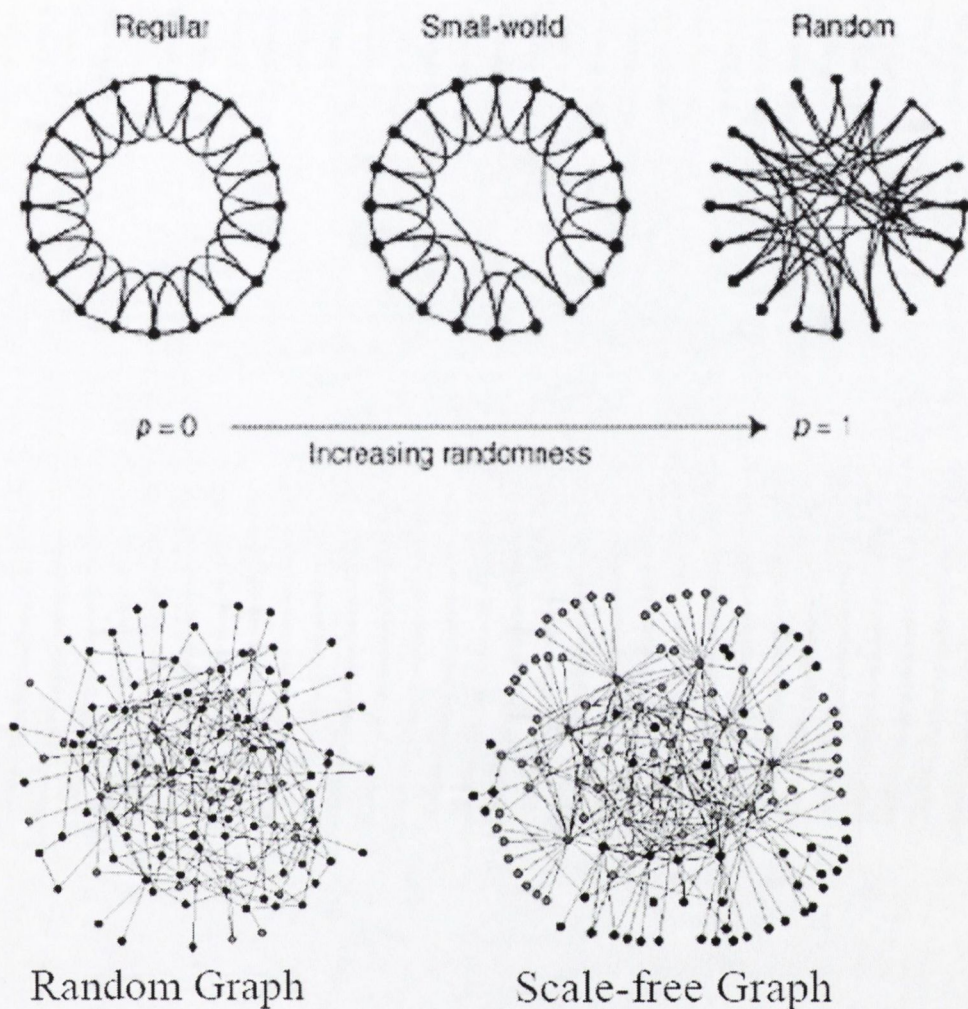 Regular Small-world Random
p = 0 p = 1
Increasing randomness
Random Graph Scale-free Graph